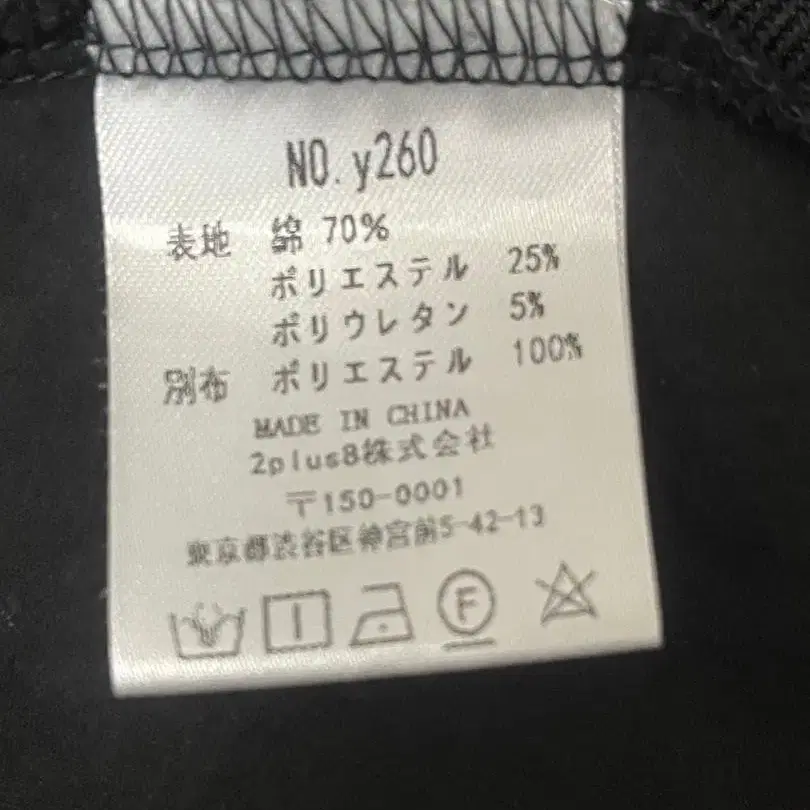 NO. y260
表地 綿 70%
ポリエステル 25%
ポリウレタン 5%
別布 ポリエステル 100%
MADE IN CHINA
2plus8株式会社
〒150-0001
東京都渋谷区神宮前5-42-13
F